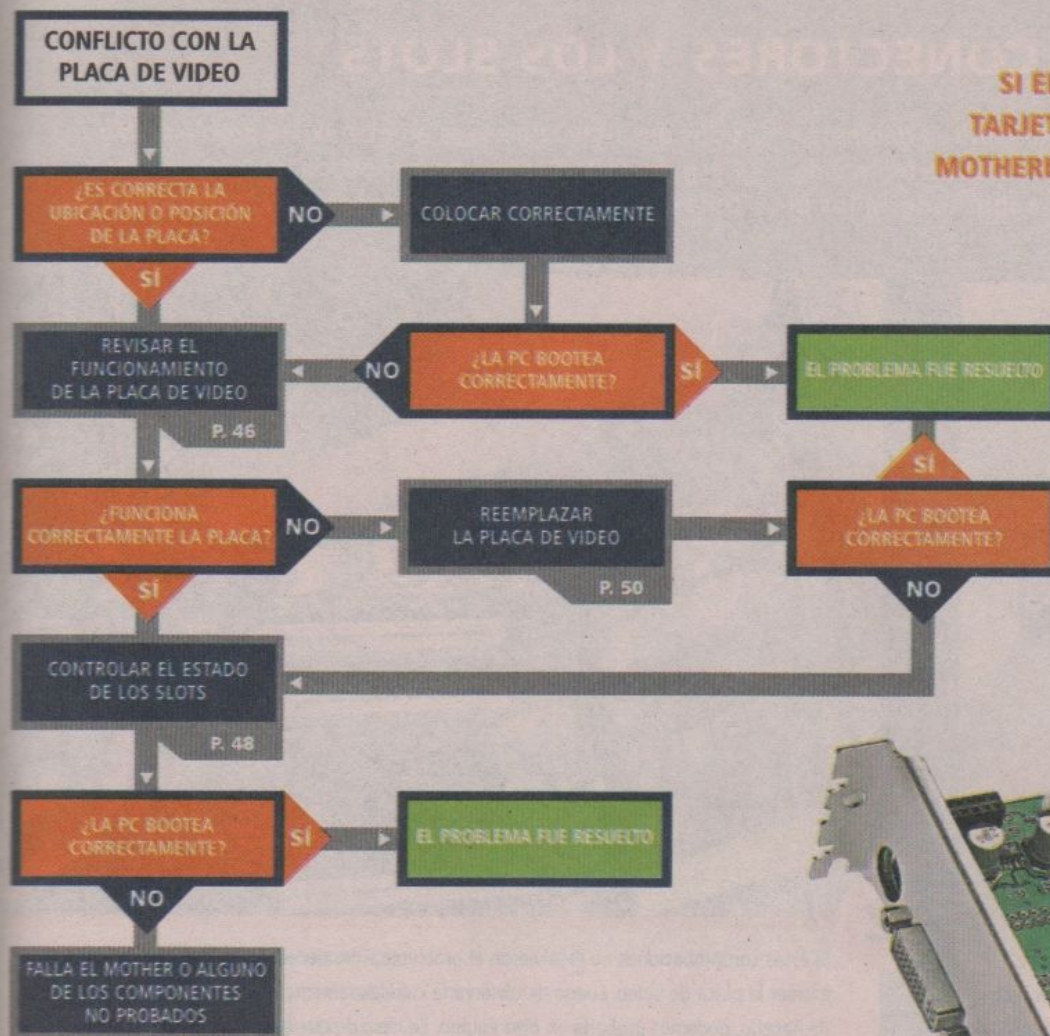 CONFLICTO CON LA
PLACA DE VIDEO
¿ES CORRECTA LA
UBICACIÓN O POSICIÓN
DE LA PLACA?
NO
COLOCAR CORRECTAMENTE
SÍ
REVISAR EL
FUNCIONAMIENTO
DE LA PLACA DE VIDEO
P. 46
NO
¿LA PC BOOTEA
CORRECTAMENTE?
SÍ
EL PROBLEMA FUE RESUELTO
SÍ
¿FUNCIONA
CORRECTAMENTE LA PLACA?
NO
REEMPLAZAR
LA PLACA DE VIDEO
P. 50
¿LA PC BOOTEA
CORRECTAMENTE?
NO
SÍ
CONTROLAR EL ESTADO
DE LOS SLOTS
P. 48
¿LA PC BOOTEA
CORRECTAMENTE?
SÍ
EL PROBLEMA FUE RESUELTO
NO
FALLA EL MOTHER O ALGUNO
DE LOS COMPONENTES
NO PROBADOS
SI E
TARJET
MOTHER